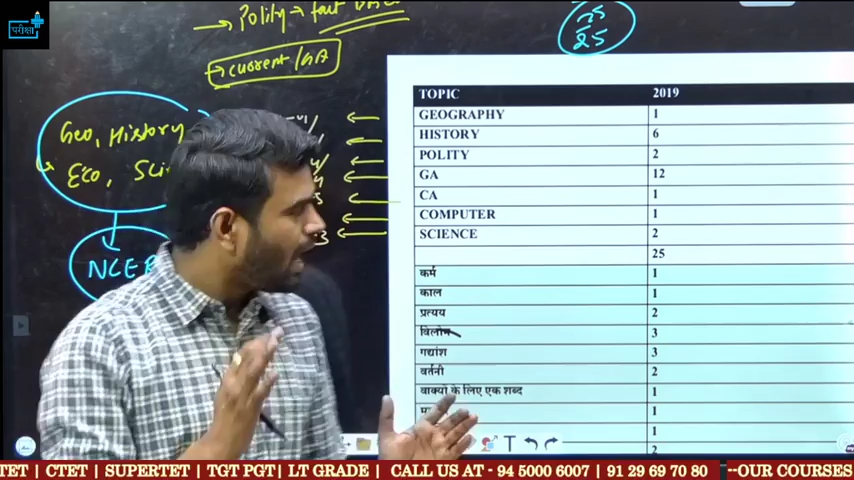 परीक्षा
→ Polity → fact
→ current/GA
25
25
Geo, History
Eco,
NCE
TOPIC 2019
GEOGRAPHY 1
HISTORY 6
POLITY 2
GA 12
CA 1
COMPUTER 1
SCIENCE 2
25
कर्म 1
काल 1
प्रत्यय 2
विलोम 3
गद्यांश 3
वर्तनी 2
वाक्यों के लिए एक शब्द 1
1
1
2
T
TET | CTET | SUPERTET | TGT PGT| LT GRADE | CALL US AT - 94 5000 6007 | 91 29 69 70 80 --OUR COURSES